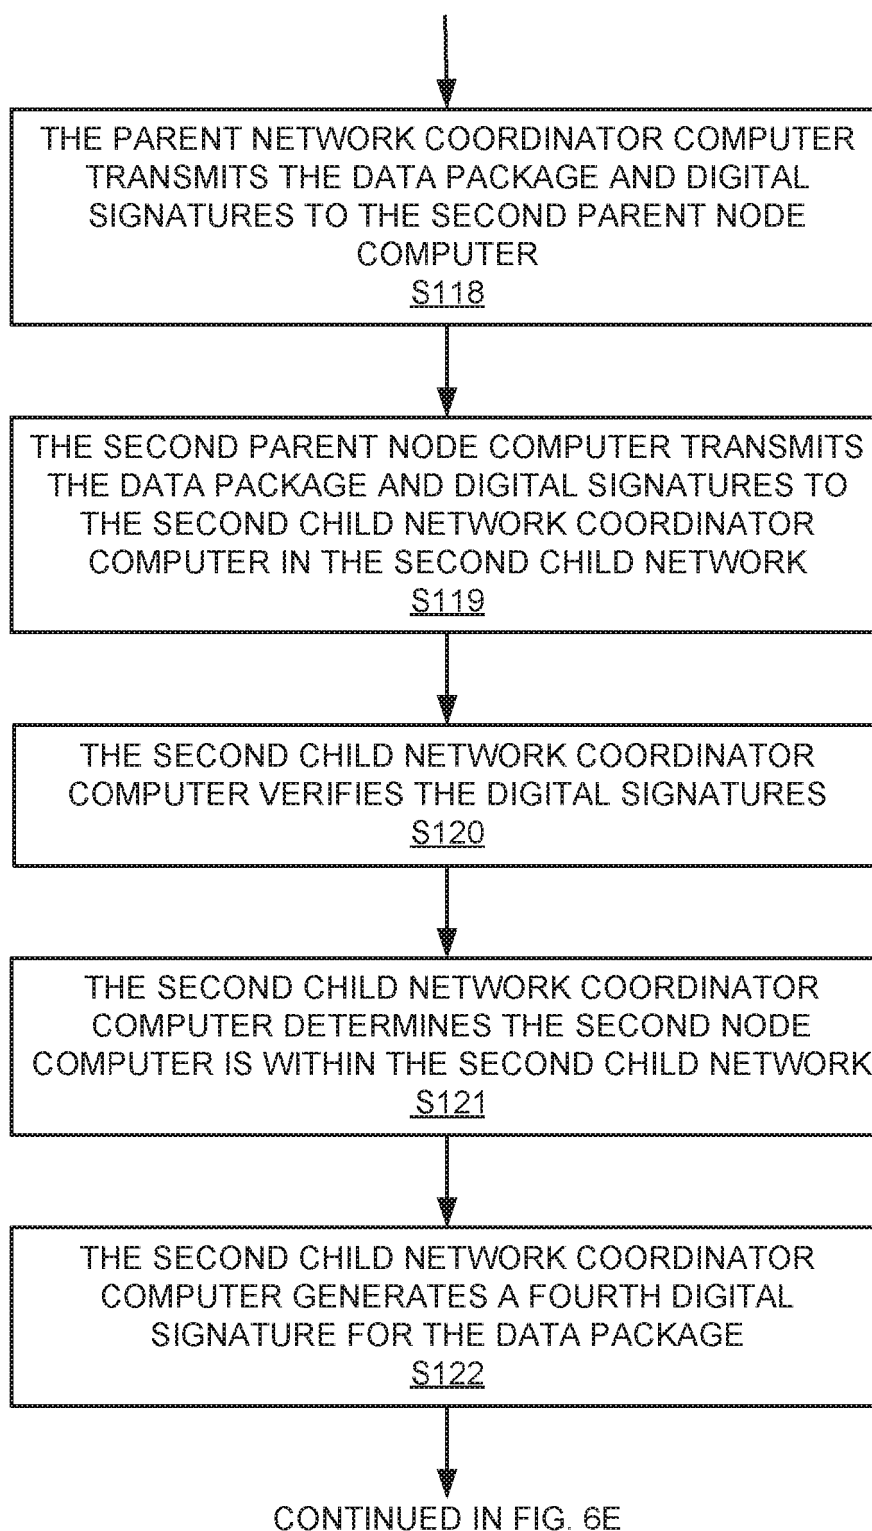 THE PARENT NETWORK COORDINATOR COMPUTER
TRANSMITS THE DATA PACKAGE AND DIGITAL
SIGNATURES TO THE SECOND PARENT NODE
COMPUTER
S118
THE SECOND PARENT NODE COMPUTER TRANSMITS
THE DATA PACKAGE AND DIGITAL SIGNATURES TO
THE SECOND CHILD NETWORK COORDINATOR
COMPUTER IN THE SECOND CHILD NETWORK
S119
THE SECOND CHILD NETWORK COORDINATOR
COMPUTER VERIFIES THE DIGITAL SIGNATURES
S120
THE SECOND CHILD NETWORK COORDINATOR
COMPUTER DETERMINES THE SECOND NODE
COMPUTER IS WITHIN THE SECOND CHILD NETWORK
S121
THE SECOND CHILD NETWORK COORDINATOR
COMPUTER GENERATES A FOURTH DIGITAL
SIGNATURE FOR THE DATA PACKAGE
S122
CONTINUED IN FIG. 6E